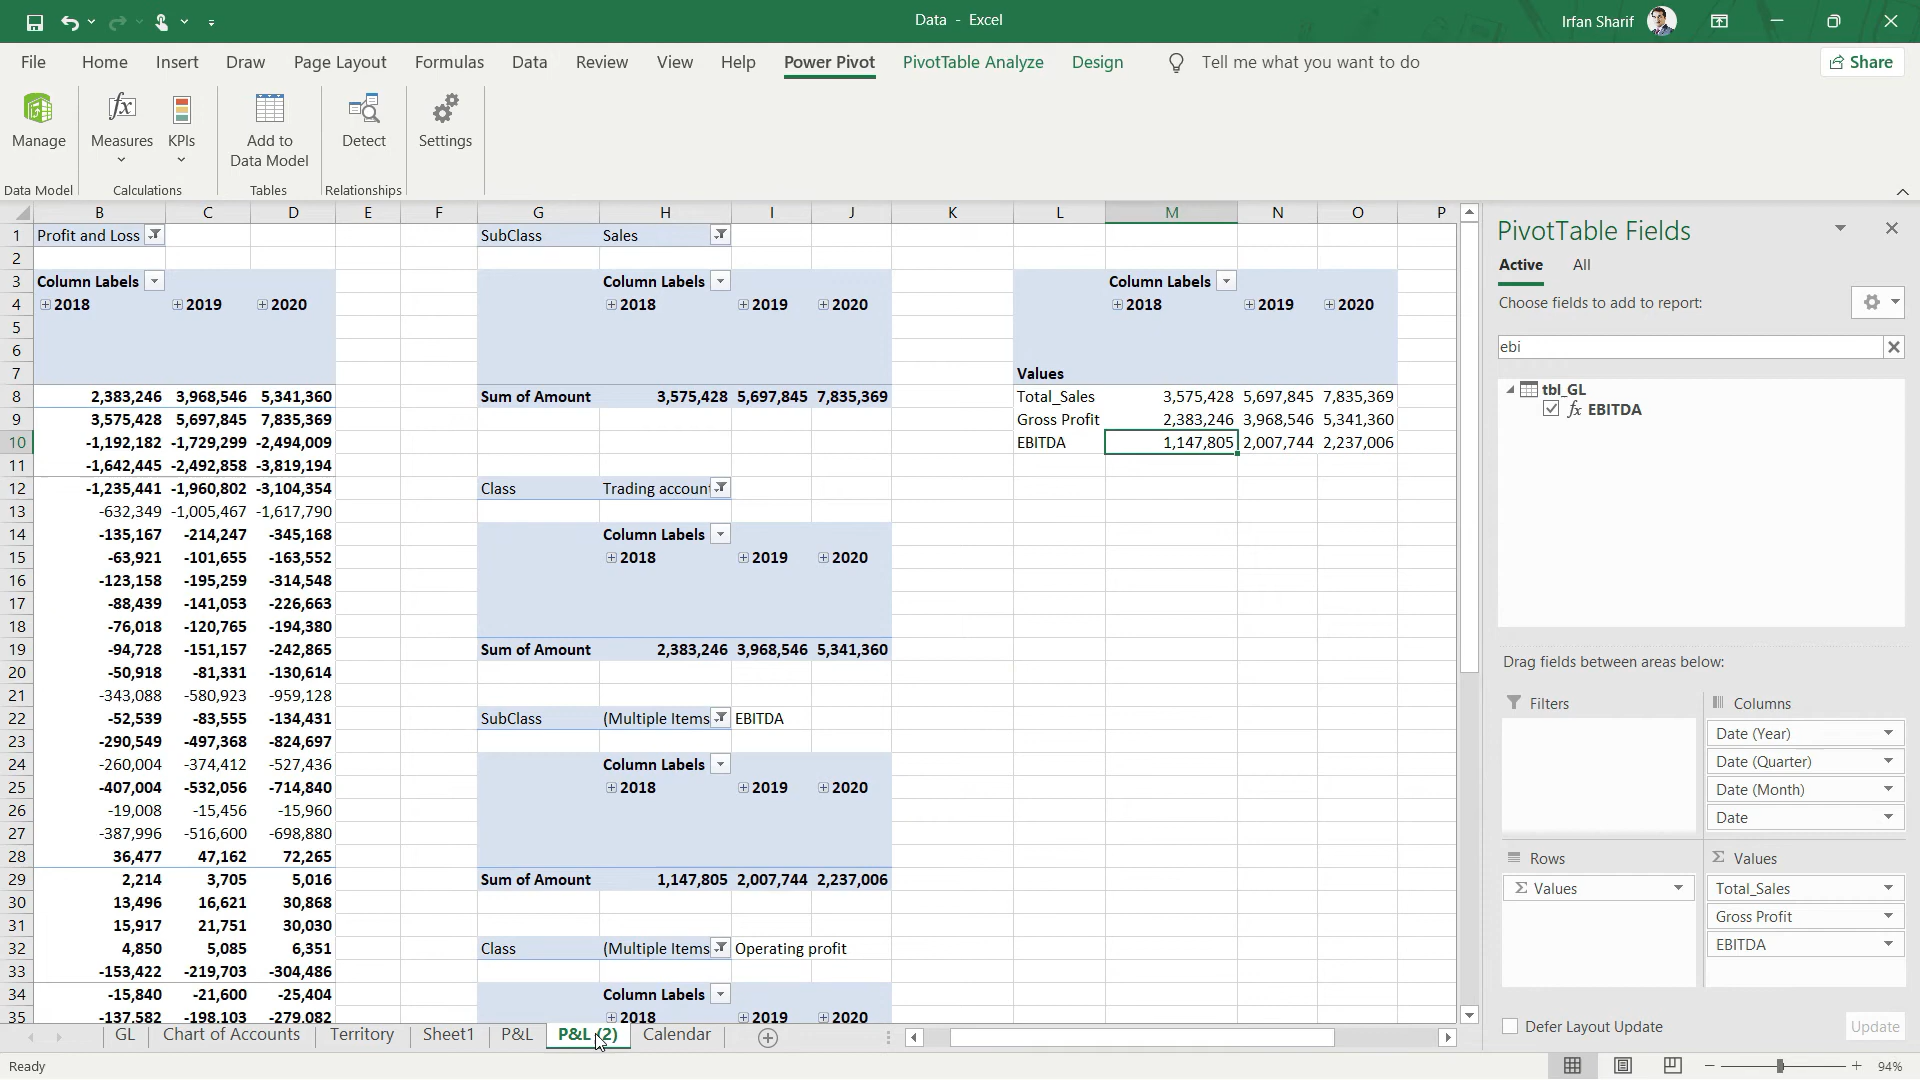 Data - Excel
Irfan Sharif
File Home Insert Draw Page Layout Formulas Data Review View Help Power Pivot PivotTable Analyze Design Tell me what you want to do Share
Manage Measures KPIs Add to Data Model Detect Settings
Data Model Calculations Tables Relationships
B C D E F G H I J K L M N O P
1 Profit and Loss SubClass Sales
2
3 Column Labels Column Labels Column Labels
4 2018 2019 2020 2018 2019 2020 2018 2019 2020
5
6
7 Values
8 2,383,246 3,968,546 5,341,360 Sum of Amount 3,575,428 5,697,845 7,835,369 Total_Sales 3,575,428 5,697,845 7,835,369
9 3,575,428 5,697,845 7,835,369 Gross Profit 2,383,246 3,968,546 5,341,360
10 -1,192,182 -1,729,299 -2,494,009 EBITDA 1,147,805 2,007,744 2,237,006
11 -1,642,445 -2,492,858 -3,819,194
12 -1,235,441 -1,960,802 -3,104,354 Class Trading accoun
13 -632,349 -1,005,467 -1,617,790
14 -135,167 -214,247 -345,168 Column Labels
15 -63,921 -101,655 -163,552 2018 2019 2020
16 -123,158 -195,259 -314,548
17 -88,439 -141,053 -226,663
18 -76,018 -120,765 -194,380
19 -94,728 -151,157 -242,865 Sum of Amount 2,383,246 3,968,546 5,341,360
20 -50,918 -81,331 -130,614
21 -343,088 -580,923 -959,128
22 -52,539 -83,555 -134,431 SubClass (Multiple Items EBITDA
23 -290,549 -497,368 -824,697
24 -260,004 -374,412 -527,436 Column Labels
25 -407,004 -532,056 -714,840 2018 2019 2020
26 -19,008 -15,456 -15,960
27 -387,996 -516,600 -698,880
28 36,477 47,162 72,265
29 2,214 3,705 5,016 Sum of Amount 1,147,805 2,007,744 2,237,006
30 13,496 16,621 30,868
31 15,917 21,751 30,030
32 4,850 5,085 6,351 Class (Multiple Items Operating profit
33 -153,422 -219,703 -304,486
34 -15,840 -21,600 -25,404 Column Labels
35 -137,582 -198,103 -279,082 2018 2019 2020
GL Chart of Accounts Territory Sheet1 P&L P&L (2) Calendar
Ready 94%
PivotTable Fields
Active All
Choose fields to add to report:
ebi
tbl_GL
fx EBITDA
Drag fields between areas below:
Filters Columns
Date (Year)
Date (Quarter)
Date (Month)
Date
Rows Σ Values
Σ Values Total_Sales
Gross Profit
EBITDA
Defer Layout Update Update